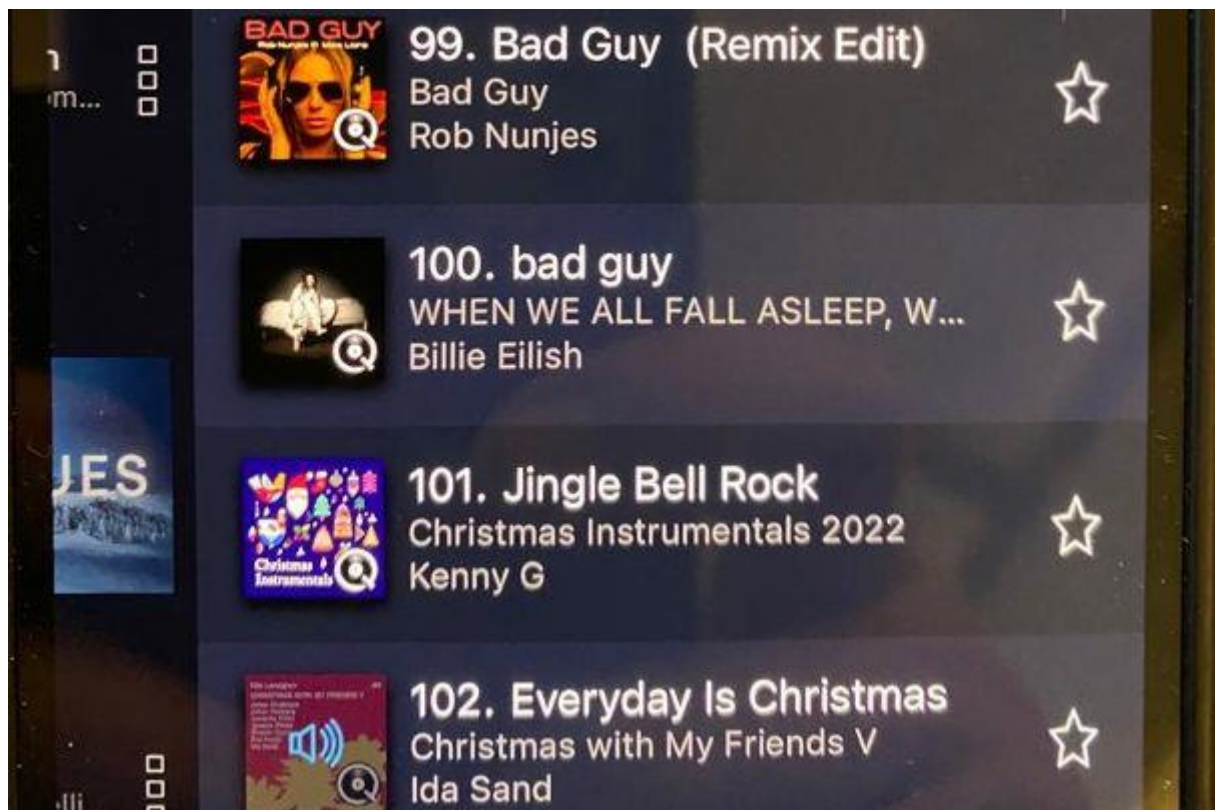 m...
BAD GUY
99. Bad Guy (Remix Edit)
Bad Guy
Rob Nunjes
100. bad guy
WHEN WE ALL FALL ASLEEP, W...
Billie Eilish
JES
101. Jingle Bell Rock
Christmas Instrumentals 2022
Kenny G
Christmas
Instrumentals
102. Everyday Is Christmas
Christmas with My Friends V
Ida Sand